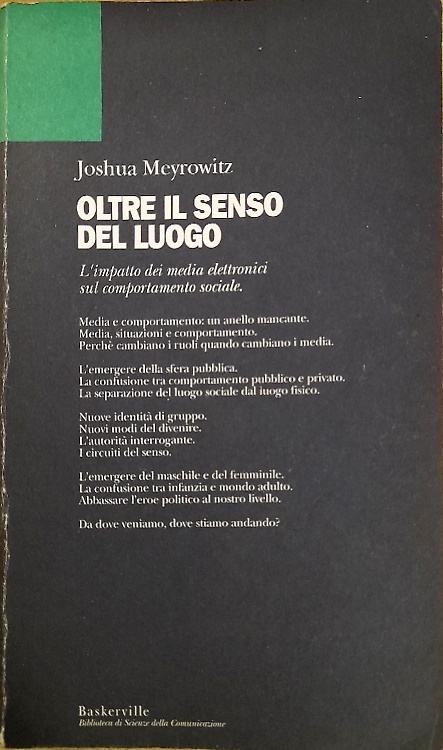 Joshua Meyrowitz
OLTRE IL SENSO
DEL LUOGO
L'impatto dei media elettronici
sul comportamento sociale.
Media e comportamento: un anello mancante.
Media, situazioni e comportamento.
Perchè cambiano i ruoli quando cambiano i media.
L'emergere della sfera pubblica.
La confusione tra comportamento pubblico e privato.
La separazione del luogo sociale dal luogo fisico.
Nuove identità di gruppo.
Nuovi modi del divenire.
L'autorità interrogante.
I circuiti del senso.
L'emergere del maschile e del femminile.
La confusione tra infanzia e mondo adulto.
Abbassare l'eroe politico al nostro livello.
Da dove veniamo, dove stiamo andando?
Baskerville
Biblioteca di Scienze della Comunicazione